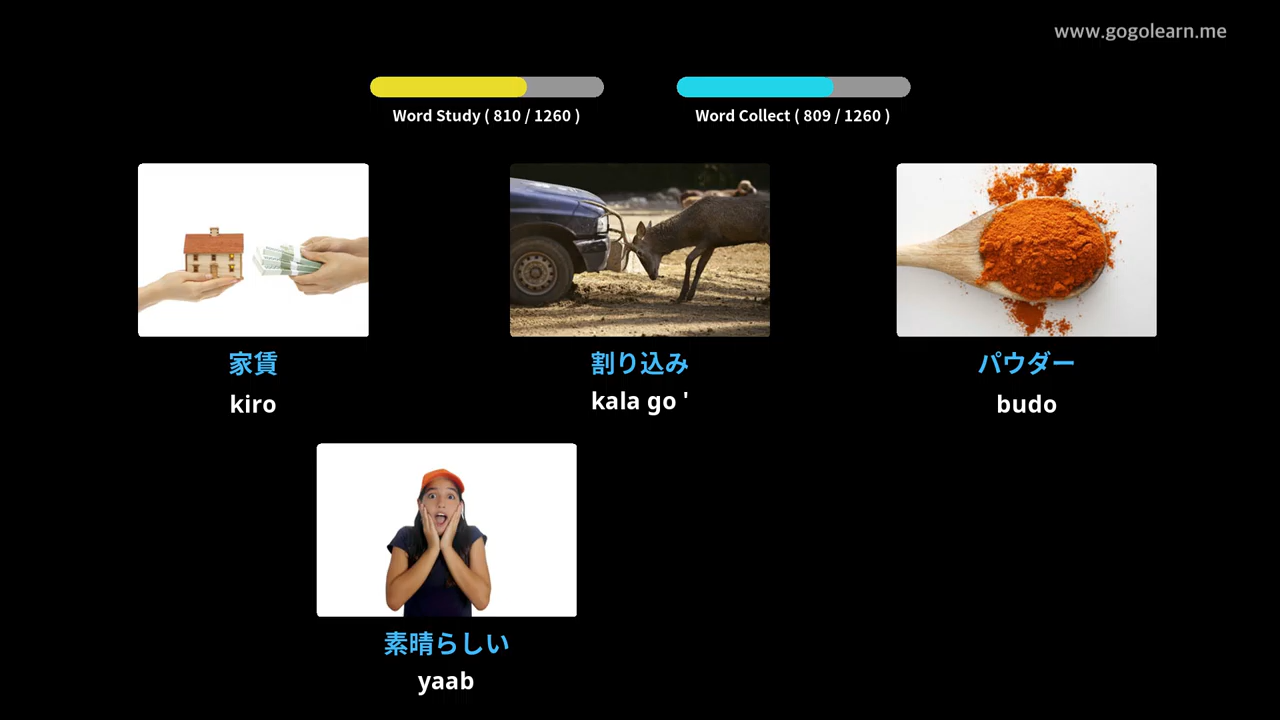 www.gogolearn.me
Word Study ( 810 / 1260 )
Word Collect ( 809 / 1260 )
家賃
kiro
割り込み
kala go '
パウダー
budo
素晴らしい
yaab